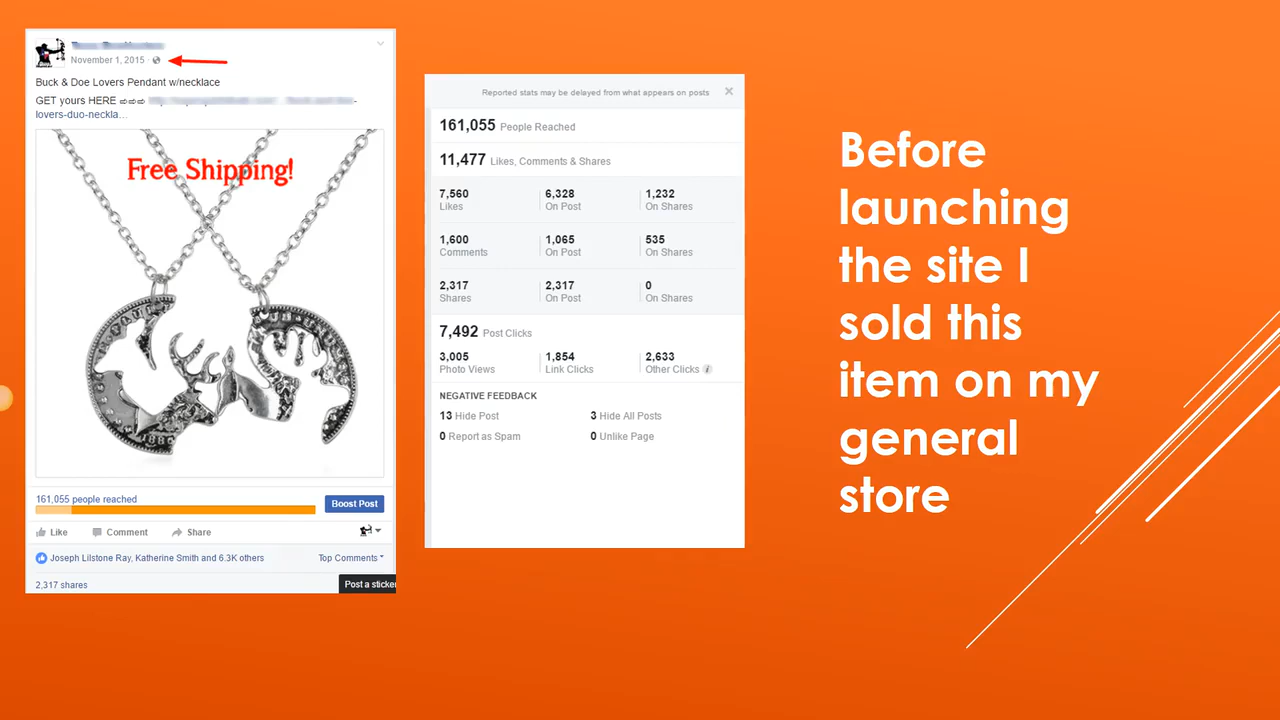 November 1, 2015
Buck & Doe Lovers Pendant w/necklace
GET yours HERE
lovers-duo-neckla...
Free Shipping!
188
161,055 people reached
Boost Post
Like Comment Share
Joseph Lilstone Ray, Katherine Smith and 6.3K others Top Comments
2,317 shares
Post a sticke
Reported stats may be delayed from what appears on posts
161,055 People Reached
11,477 Likes, Comments & Shares
7,560 6,328 1,232
Likes On Post On Shares
1,600 1,065 535
Comments On Post On Shares
2,317 2,317 0
Shares On Post On Shares
7,492 Post Clicks
3,005 1,854 2,633
Photo Views Link Clicks Other Clicks i
NEGATIVE FEEDBACK
13 Hide Post 3 Hide All Posts
0 Report as Spam 0 Unlike Page
Before
launching
the site I
sold this
item on my
general
store